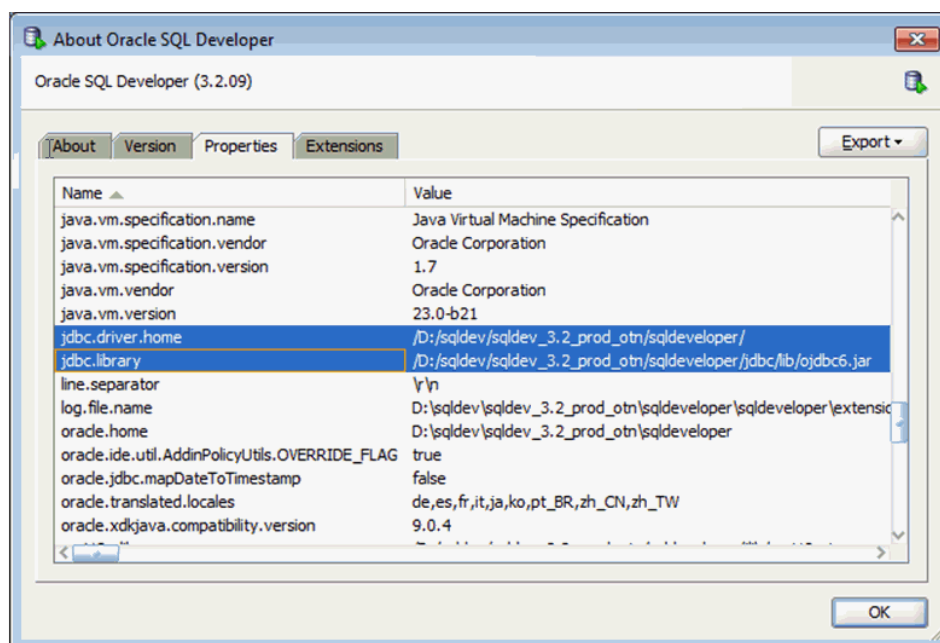 About Oracle SQL Developer
Oracle SQL Developer (3.2.09)
About Version Properties Extensions Export
Name Value
java.vm.specification.name Java Virtual Machine Specification
java.vm.specification.vendor Oracle Corporation
java.vm.specification.version 1.7
java.vm.vendor Oracle Corporation
java.vm.version 23.0-b21
jdbc.driver.home /D:/sqldev/sqldev_3.2_prod_otn/sqldeveloper/
jdbc.library /D:/sqldev/sqldev_3.2_prod_otn/sqldeveloper/jdbc/lib/ojdbc6.jar
line.separator \r\n
log.file.name D:\sqldev\sqldev_3.2_prod_otn\sqldeveloper\sqldeveloper\extensio
oracle.home D:\sqldev\sqldev_3.2_prod_otn\sqldeveloper
oracle.ide.util.AddinPolicyUtils.OVERRIDE_FLAG true
oracle.jdbc.mapDateToTimestamp false
oracle.translated.locales de,es,fr,it,ja,ko,pt_BR,zh_CN,zh_TW
oracle.xdkjava.compatibility.version 9.0.4
OK